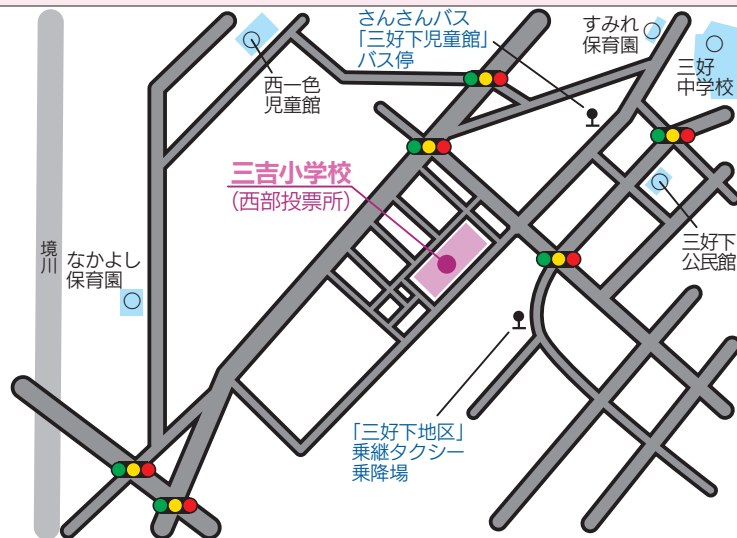 さんさんバス
「三好下児童館」
バス停
すみれ
保育園
三好
中学校
西一色
児童館
三吉小学校
（西部投票所）
三好下
公民館
境川
なかよし
保育園
「三好下地区」
乗継タクシー
乗降場